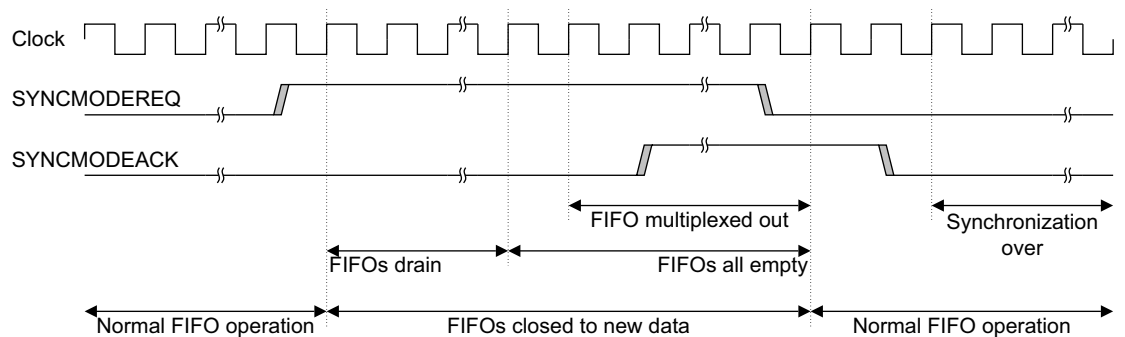 Clock
SYNCMODEREQ
SYNCMODEACK
FIFO multiplexed out
Synchronization
over
FIFOs drain
FIFOs all empty
Normal FIFO operation
FIFOs closed to new data
Normal FIFO operation